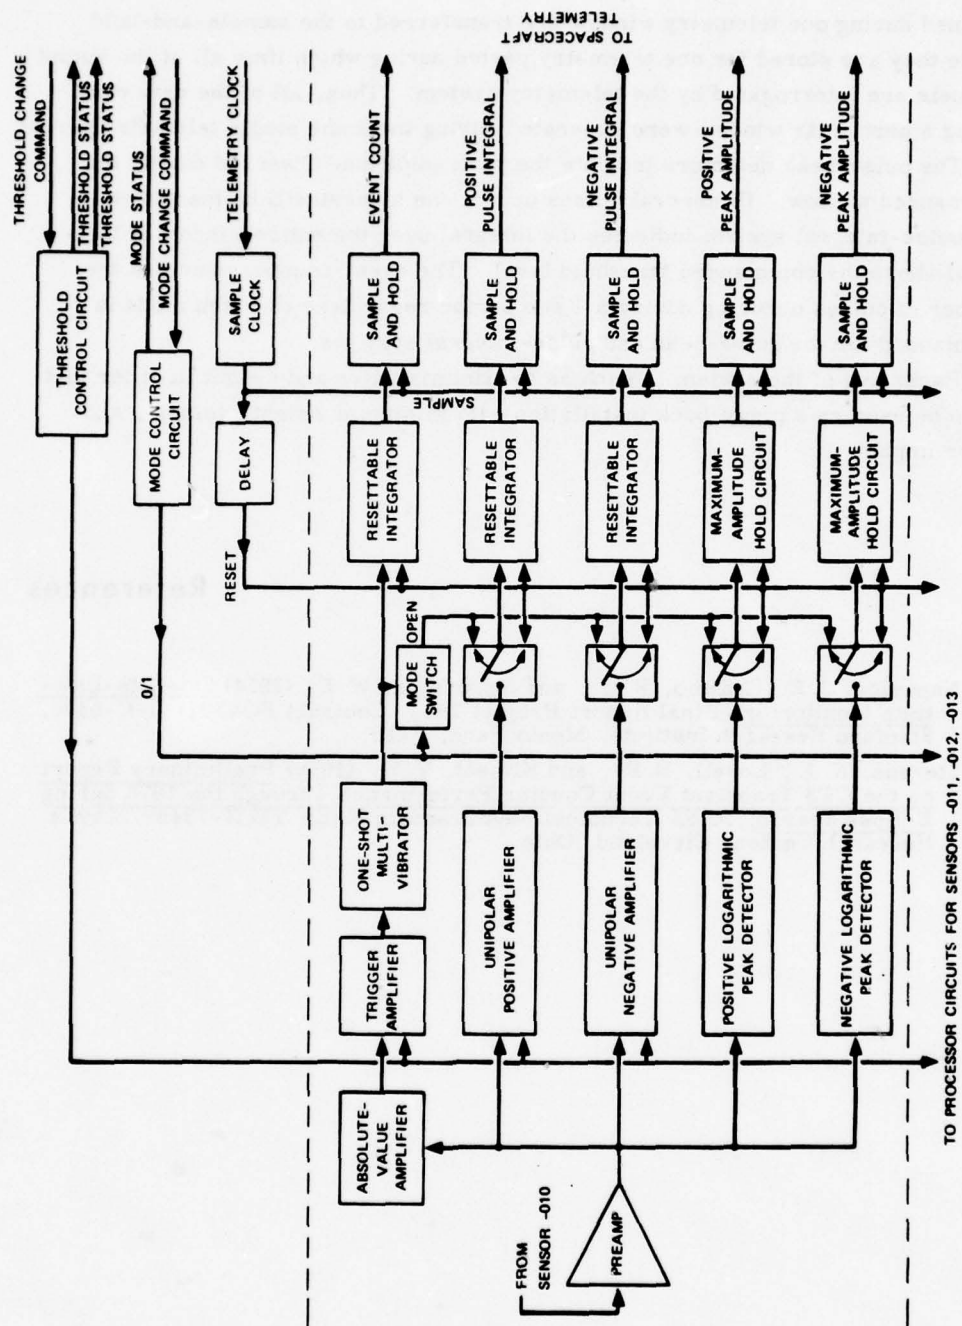 THRESHOLD CHANGE
COMMAND
THRESHOLD STATUS
THRESHOLD STATUS
MODE STATUS
MODE CHANGE COMMAND
TELEMETRY CLOCK
THRESHOLD
CONTROL CIRCUIT
MODE CONTROL
CIRCUIT
SAMPLE
CLOCK
DELAY
RESET
0/1
TO SPACECRAFT
TELEMETRY
FROM
SENSOR -010
PREAMP
ABSOLUTE-
VALUE
AMPLIFIER
TRIGGER
AMPLIFIER
ONE-SHOT
MULTI-
VIBRATOR
MODE
SWITCH
OPEN
RESETTABLE
INTEGRATOR
SAMPLE
SAMPLE
AND HOLD
EVENT COUNT
UNIPOLAR
POSITIVE AMPLIFIER
RESETTABLE
INTEGRATOR
SAMPLE
AND HOLD
POSITIVE
PULSE INTEGRAL
UNIPOLAR
NEGATIVE AMPLIFIER
RESETTABLE
INTEGRATOR
SAMPLE
AND HOLD
NEGATIVE
PULSE INTEGRAL
POSITIVE LOGARITHMIC
PEAK DETECTOR
MAXIMUM-
AMPLITUDE
HOLD CIRCUIT
SAMPLE
AND HOLD
POSITIVE
PEAK AMPLITUDE
NEGATIVE LOGARITHMIC
PEAK DETECTOR
MAXIMUM-
AMPLITUDE
HOLD CIRCUIT
SAMPLE
AND HOLD
NEGATIVE
PEAK AMPLITUDE
TO PROCESSOR CIRCUITS FOR SENSORS -011 -012, -013
References